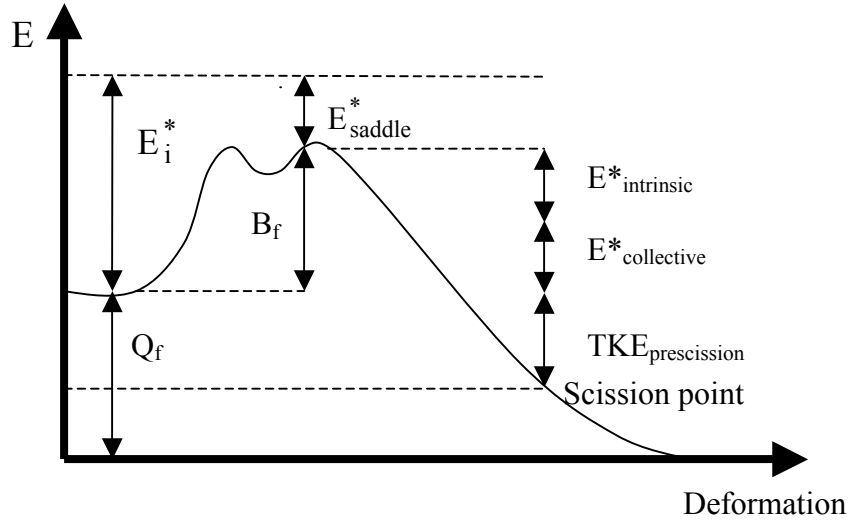 E
E*saddle
E*i
E*intrinsic
Bf
E*collective
Qf
TKEprescission
Scission point
Deformation